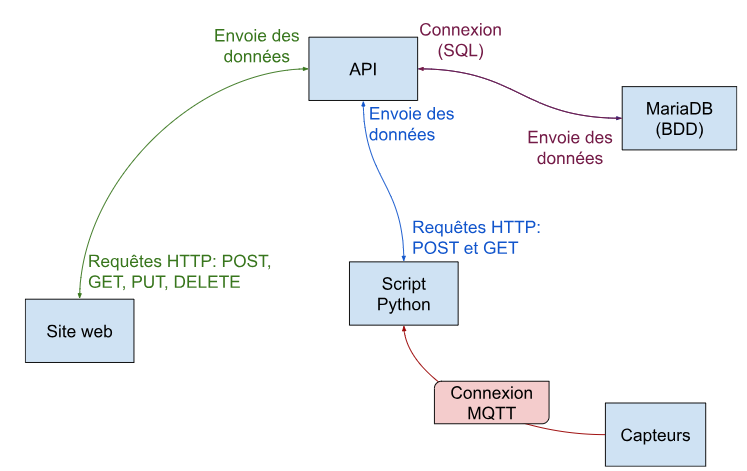 Envoie des
données
Connexion
(SQL)
API
MariaDB
(BDD)
Envoie des
données
Envoie des
données
Requêtes HTTP:
POST et GET
Requêtes HTTP: POST,
GET, PUT, DELETE
Script
Python
Site web
Connexion
MQTT
Capteurs